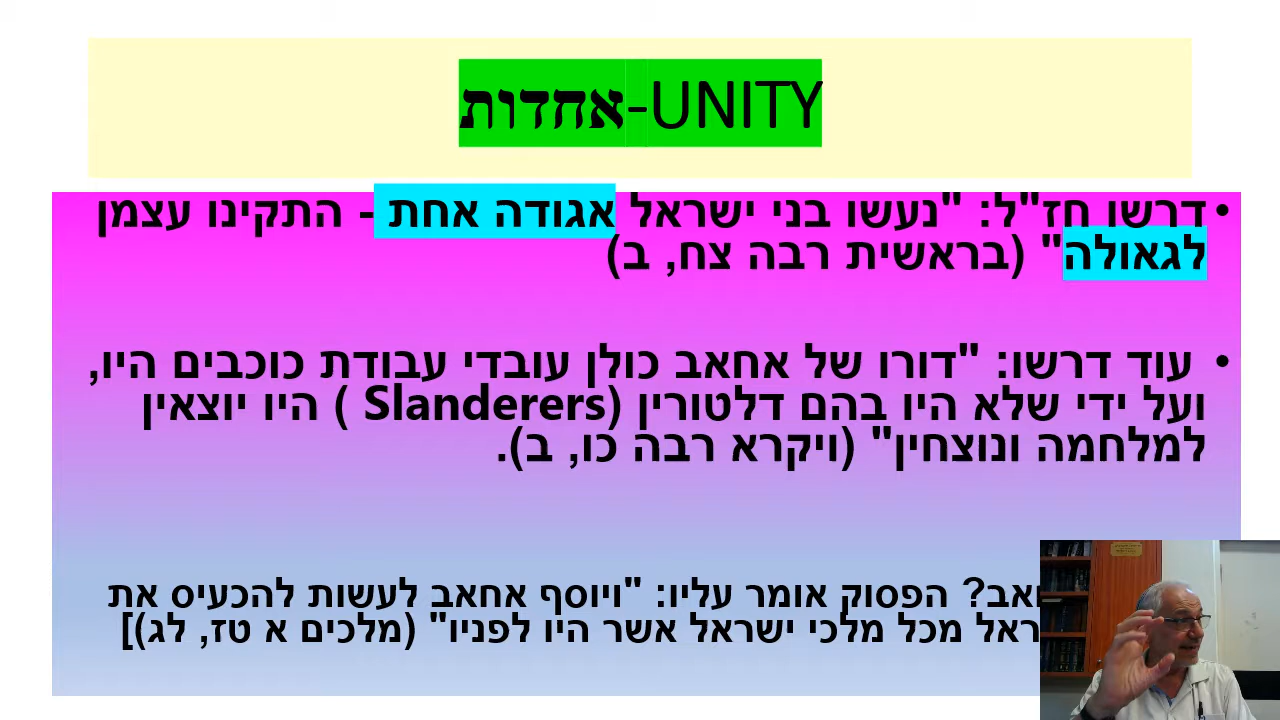 אחדות-UNITY
• דרשו חז"ל: "נעשו בני ישראל אגודה אחת - התקינו עצמן
לגאולה" (בראשית רבה צח, ב)
• עוד דרשו: "דורו של אחאב כולן עובדי עבודת כוכבים היו,
ועל ידי שלא היו בהם דלטורין (Slanderers ) היו יוצאין
למלחמה ונוצחין" (ויקרא רבה כו, ב).
הפסוק אומר עליו: "ויוסף אחאב לעשות להכעיס את
מכל מלכי ישראל אשר היו לפניו" (מלכים א טז, לג)]